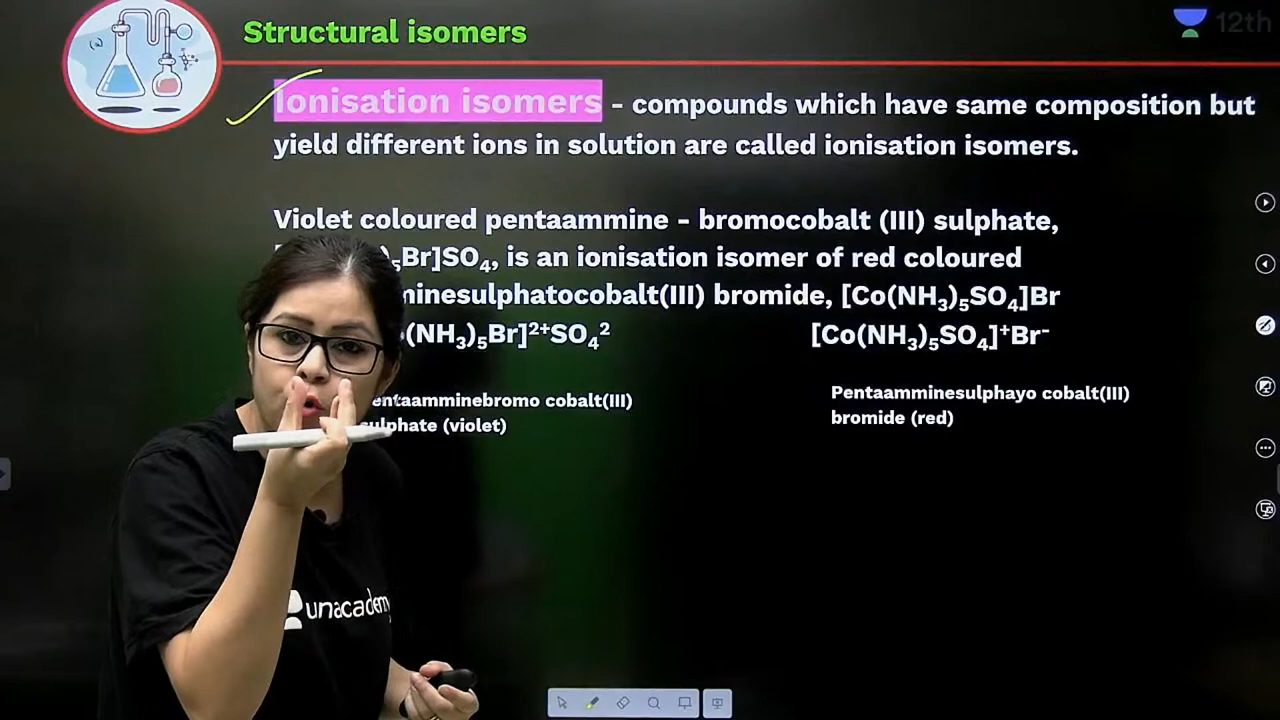 Structural isomers
12th
Ionisation isomers - compounds which have same composition but
yield different ions in solution are called ionisation isomers.
Violet coloured pentaammine - bromocobalt (III) sulphate,
)₅Br]SO₄, is an ionisation isomer of red coloured
minesulphatocobalt(III) bromide, [Co(NH₃)₅SO₄]Br
(NH₃)₅Br]²⁺SO₄²
[Co(NH₃)₅SO₄]⁺Br⁻
entaamminebromo cobalt(III)
sulphate (violet)
Pentaamminesulphayo cobalt(III)
bromide (red)
unacademy